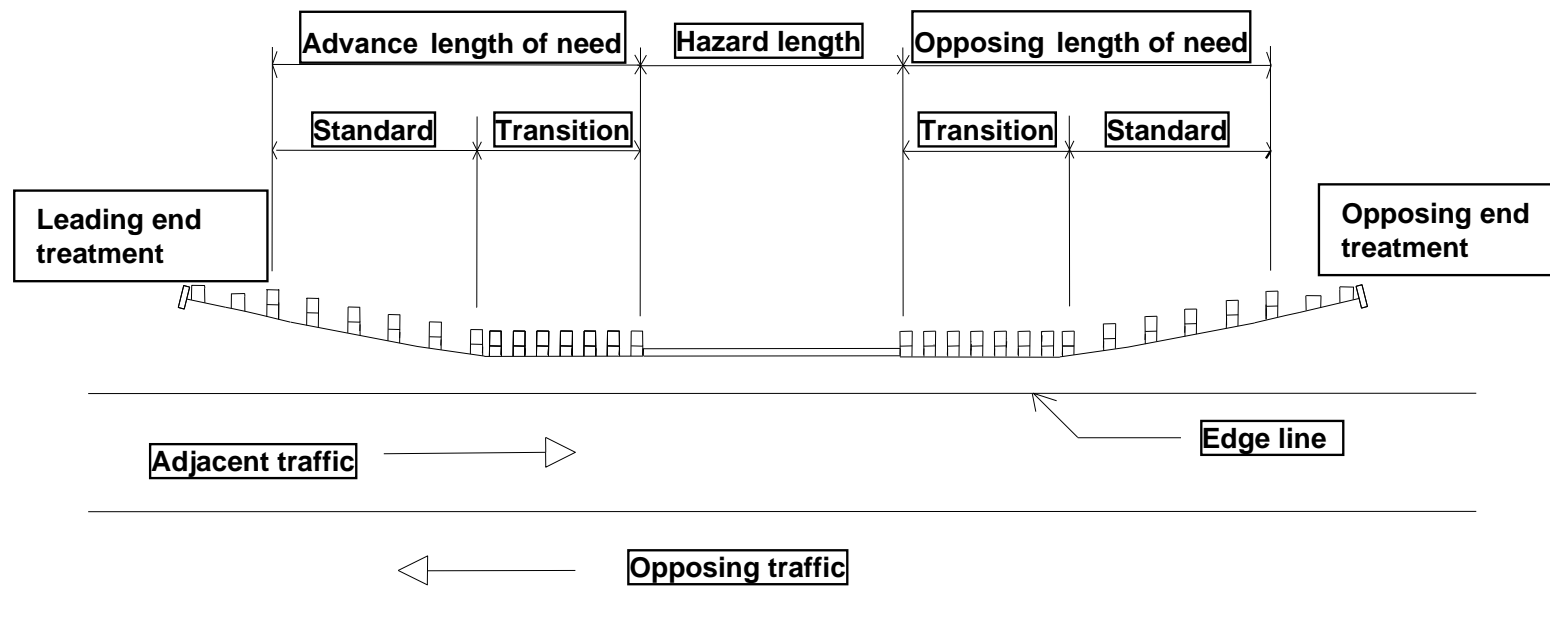 Advance length of need
Hazard length
Opposing length of need
Standard
Transition
Transition
Standard
Leading end
treatment
Opposing end
treatment
Edge line
Adjacent traffic
Opposing traffic